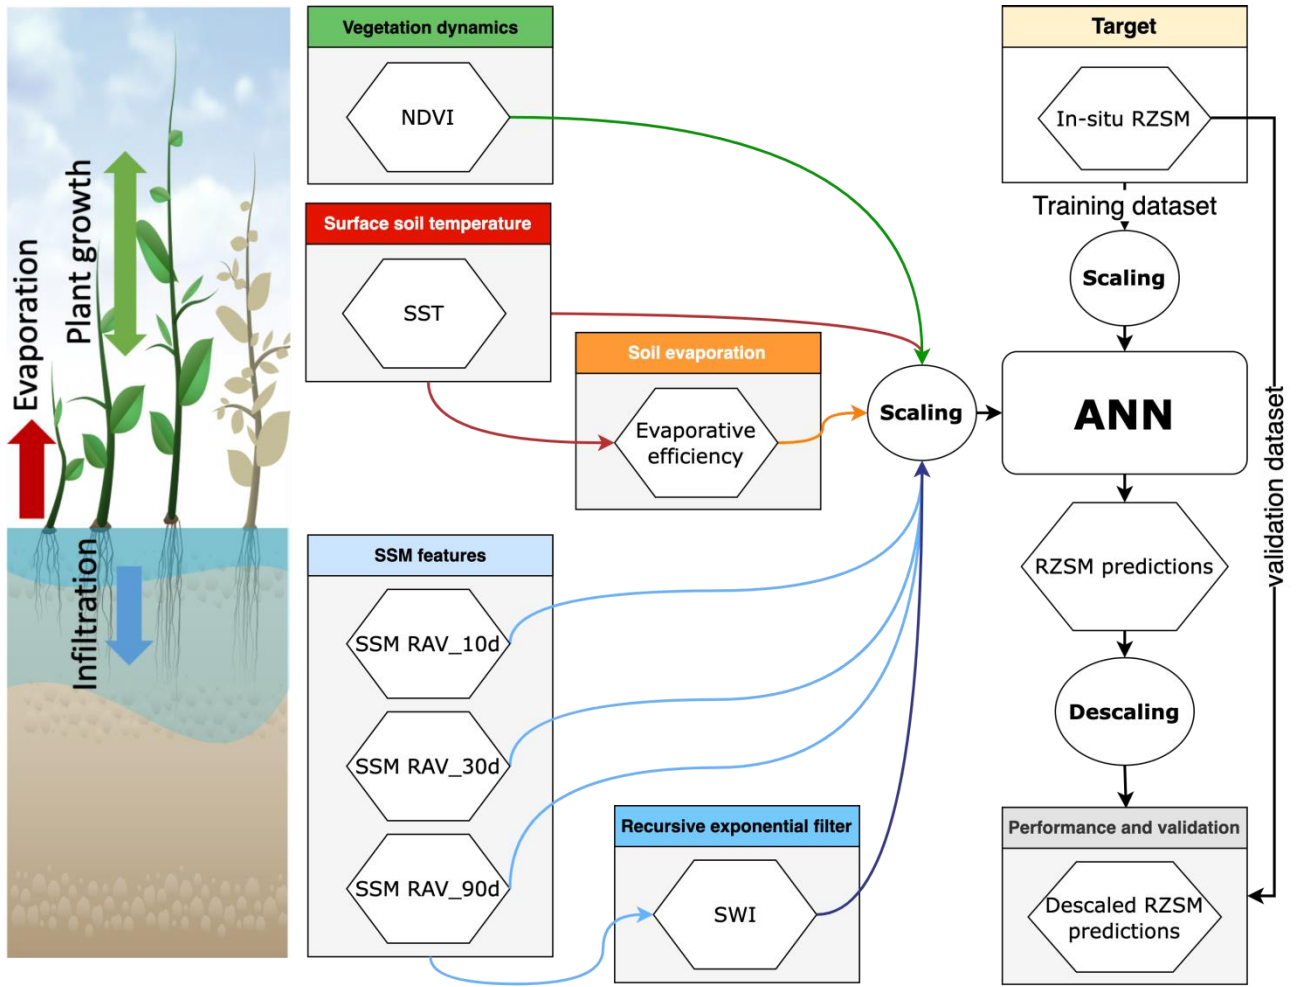 Evaporation
Plant growth
Infiltration
Vegetation dynamics
NDVI
Surface soil temperature
SST
Soil evaporation
Evaporative
efficiency
SSM features
SSM RAV_10d
SSM RAV_30d
SSM RAV_90d
Recursive exponential filter
SWI
Scaling
Target
In-situ RZSM
Training dataset
Scaling
ANN
RZSM predictions
Descaling
validation dataset
Performance and validation
Descaled RZSM
predictions